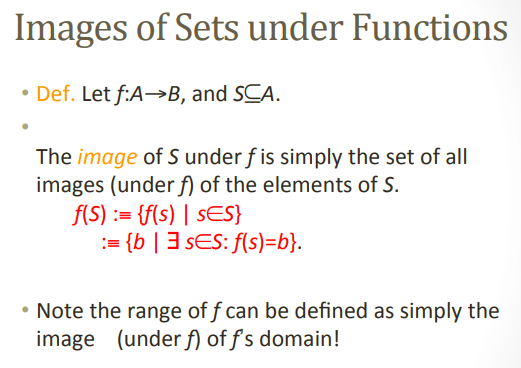 Images of Sets under Functions
• Def. Let f:A→B, and S⊆A.
•
The image of S under f is simply the set of all
images (under f) of the elements of S.
f(S) :≡ {f(s) | s∈S}
:≡ {b | ∃ s∈S: f(s)=b}.
• Note the range of f can be defined as simply the
image (under f) of f's domain!